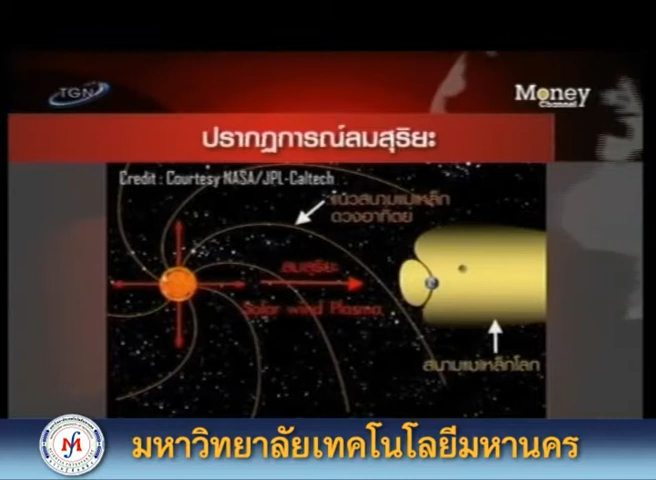 TGN
Money
Channel
ปรากฏการณ์ลมสุริยะ
Credit : Courtesy NASA/JPL-Caltech
แนวสนามแม่เหล็ก
ดวงอาทิตย์
ลมสุริยะ
Solar wind Plasma
สนามแม่เหล็กโลก
มหาวิทยาลัยเทคโนโลยีมหานคร